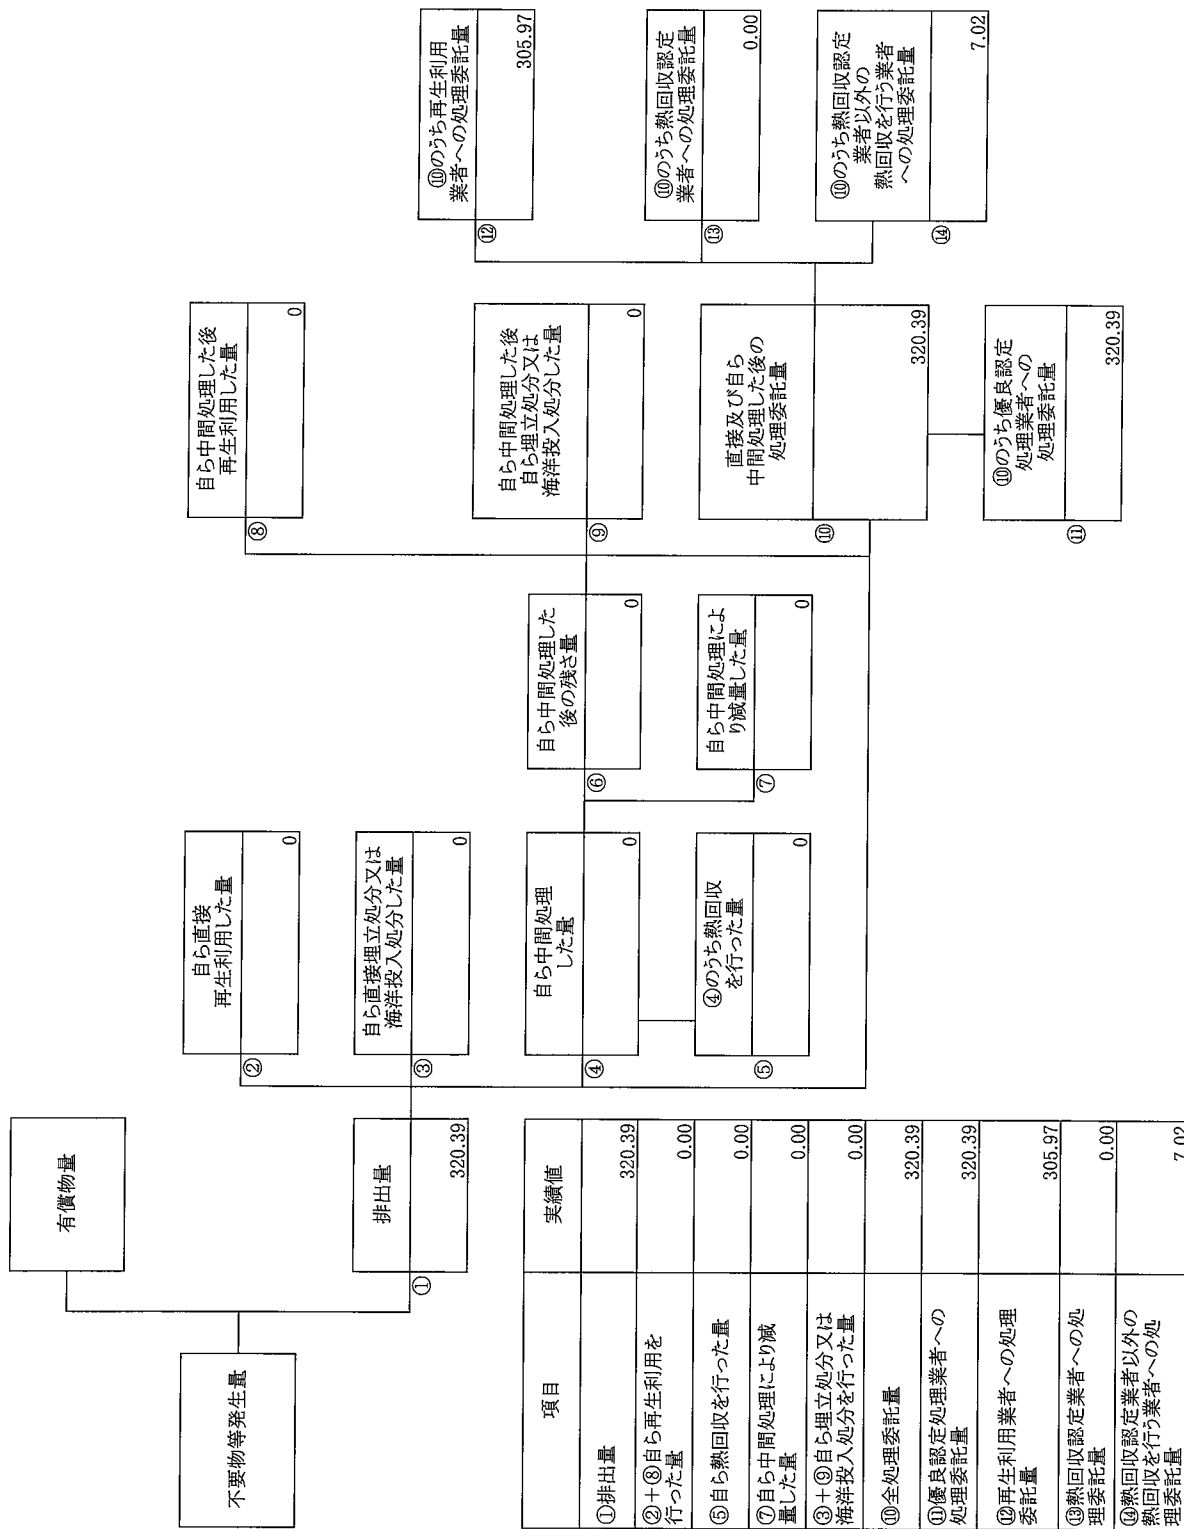 有償物量
不要物等発生量
排出量
①
320.39
自ら直接
再生利用した量
②
0
自ら直接埋立処分又は
海洋投入処分した量
③
0
自ら中間処理
した量
④
0
④のうち熱回収
を行った量
⑤
0
自ら中間処理した
後の残さ量
⑥
0
自ら中間処理によ
り減量した量
⑦
0
自ら中間処理した後
再生利用した量
⑧
0
自ら中間処理した後
自ら埋立処分又は
海洋投入処分した量
⑨
0
直接及び自ら
中間処理した後の
処理委託量
⑩
320.39
⑩のうち優良認定
処理業者への
処理委託量
⑪
320.39
⑩のうち再生利用
業者への処理委託量
⑫
305.97
⑩のうち熱回収認定
業者への処理委託量
⑬
0.00
⑩のうち熱回収認定
業者以外の
熱回収を行う業者
への処理委託量
⑭
7.02
項目 実績値
①排出量 320.39
②+⑧自ら再生利用を
行った量 0.00
⑤自ら熱回収を行った量 0.00
⑦自ら中間処理により減
量した量 0.00
③+⑨自ら埋立処分又は
海洋投入処分を行った量 0.00
⑩全処理委託量 320.39
⑪優良認定処理業者への
処理委託量 320.39
⑫再生利用業者への処理
委託量 305.97
⑬熱回収認定業者への処
理委託量 0.00
⑭熱回収認定業者以外の
熱回収を行う業者への処
理委託量 7.02